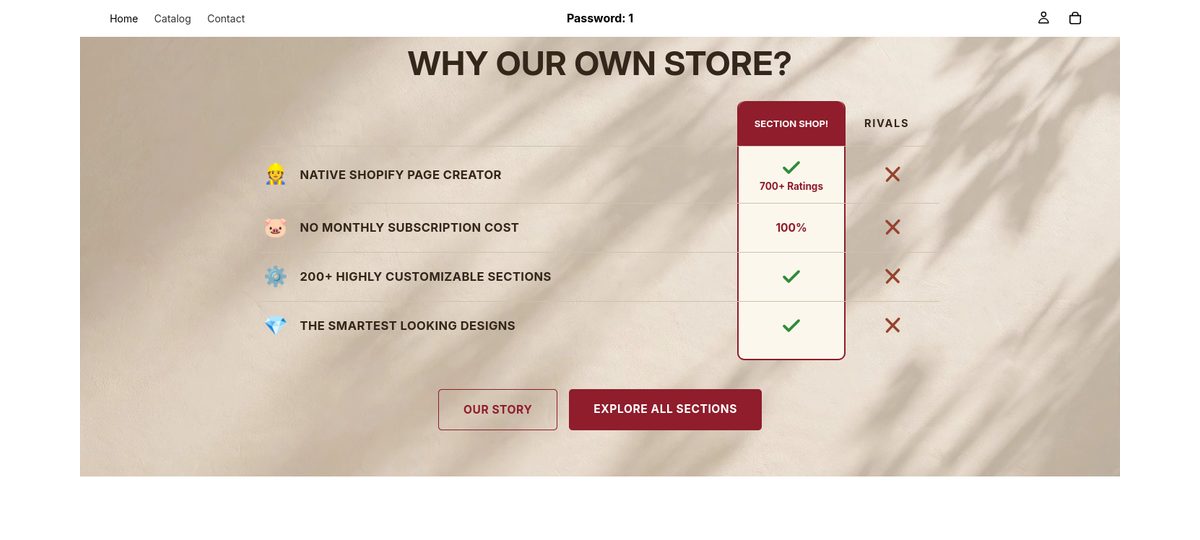 Home Catalog Contact Password: 1
WHY OUR OWN STORE?
SECTION SHOP! RIVALS
NATIVE SHOPIFY PAGE CREATOR
700+ Ratings
NO MONTHLY SUBSCRIPTION COST 100%
200+ HIGHLY CUSTOMIZABLE SECTIONS
THE SMARTEST LOOKING DESIGNS
OUR STORY EXPLORE ALL SECTIONS